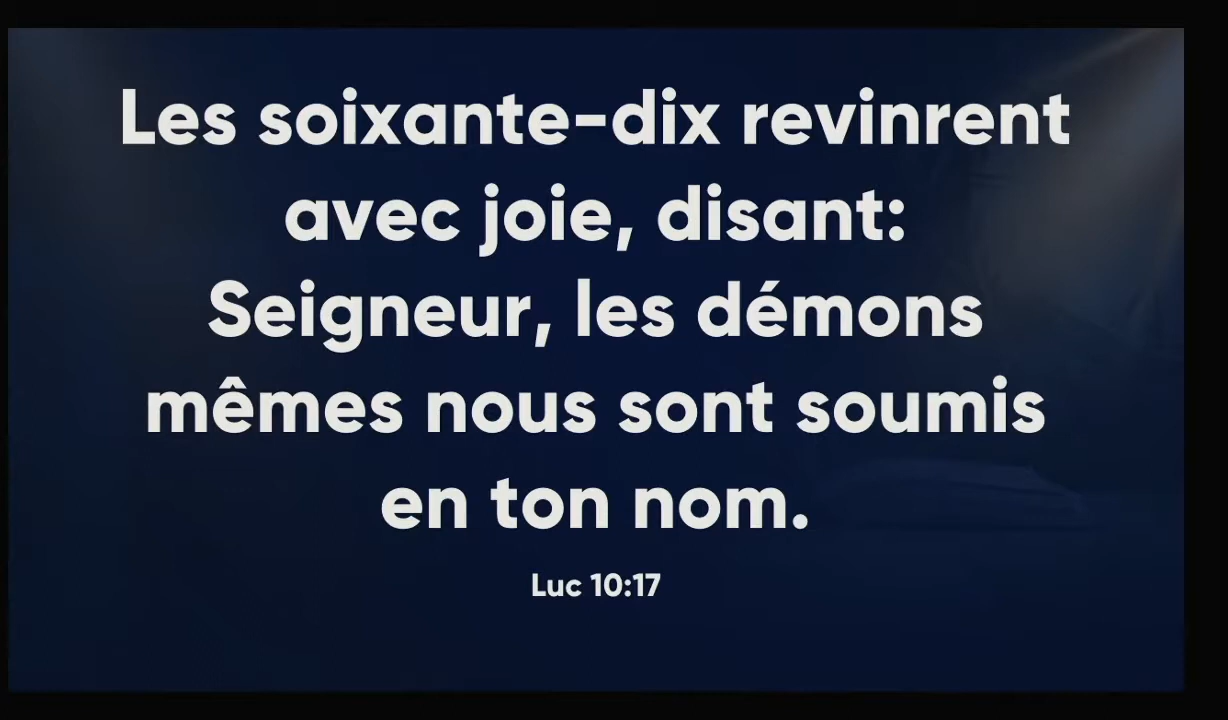 Les soixante-dix revinrent
avec joie, disant:
Seigneur, les démons
mêmes nous sont soumis
en ton nom.
Luc 10:17